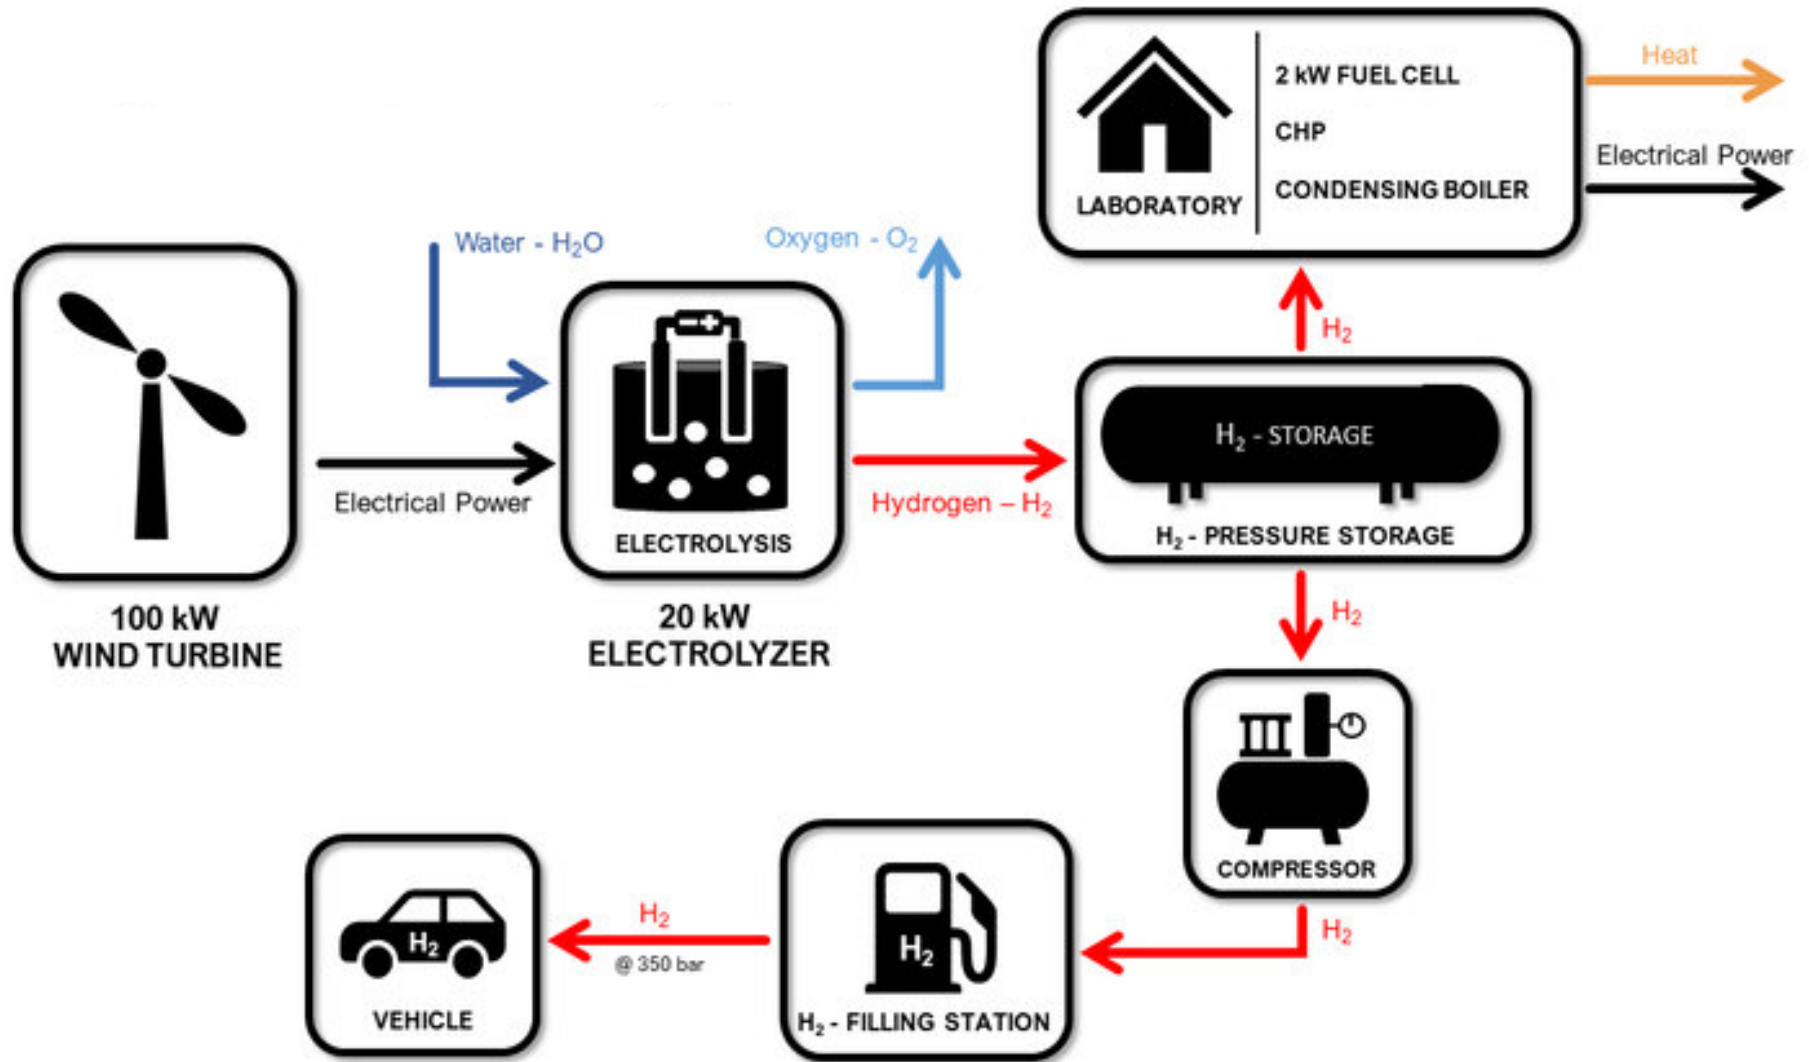 2 kW FUEL CELL
CHP
CONDENSING BOILER
LABORATORY
Heat
Electrical Power
Water - H₂O
Oxygen - O₂
H₂
H₂ - STORAGE
H₂ - PRESSURE STORAGE
Electrical Power
Hydrogen – H₂
ELECTROLYSIS
100 kW
WIND TURBINE
20 kW
ELECTROLYZER
H₂
COMPRESSOR
H₂
H₂
@ 350 bar
H₂
VEHICLE
H₂
H₂ - FILLING STATION